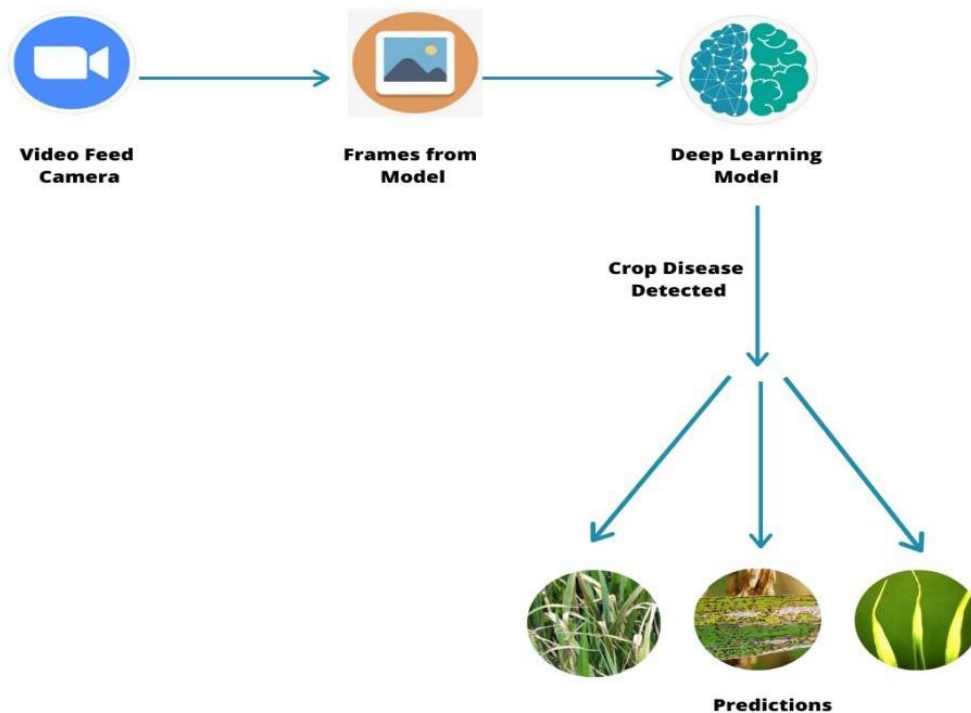 Video Feed
Camera
Frames from
Model
Deep Learning
Model
Crop Disease
Detected
Predictions